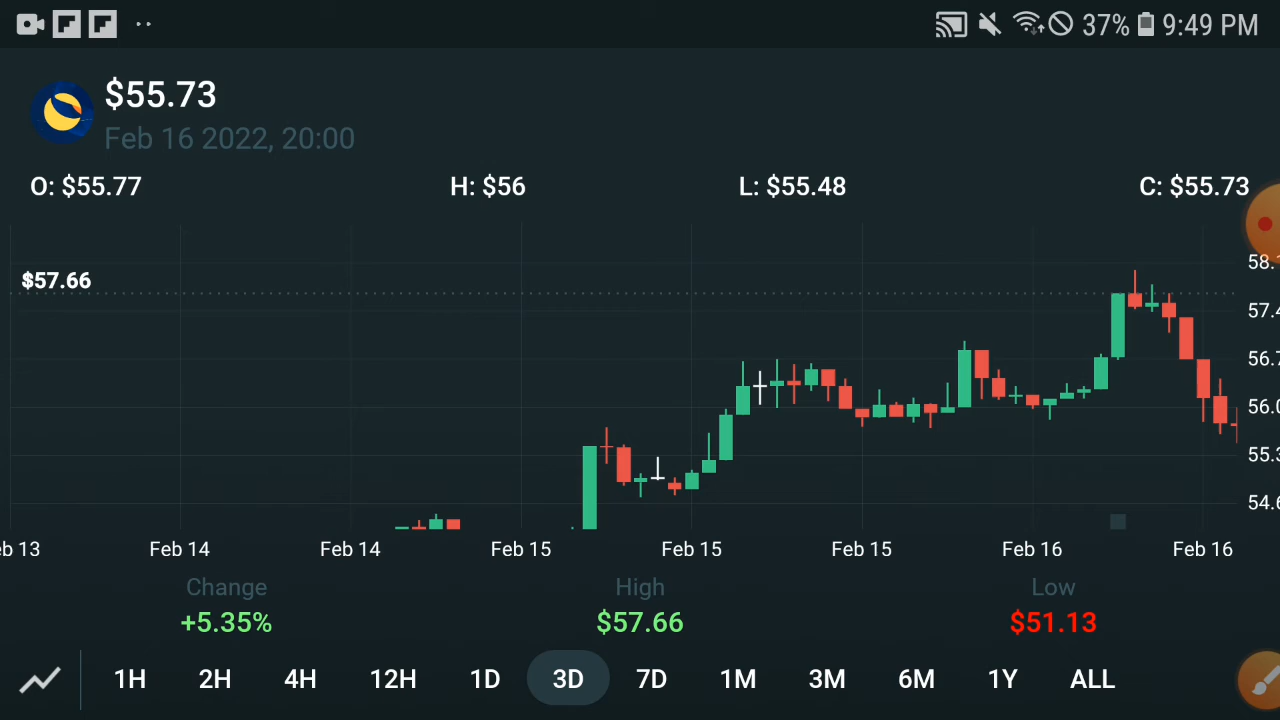 37% 9:49 PM
$55.73
Feb 16 2022, 20:00
O: $55.77 H: $56 L: $55.48 C: $55.73
58.
$57.66
57.4
56.7
56.0
55.3
54.6
b 13 Feb 14 Feb 14 Feb 15 Feb 15 Feb 15 Feb 16 Feb 16
Change High Low
+5.35% $57.66 $51.13
1H 2H 4H 12H 1D 3D 7D 1M 3M 6M 1Y ALL